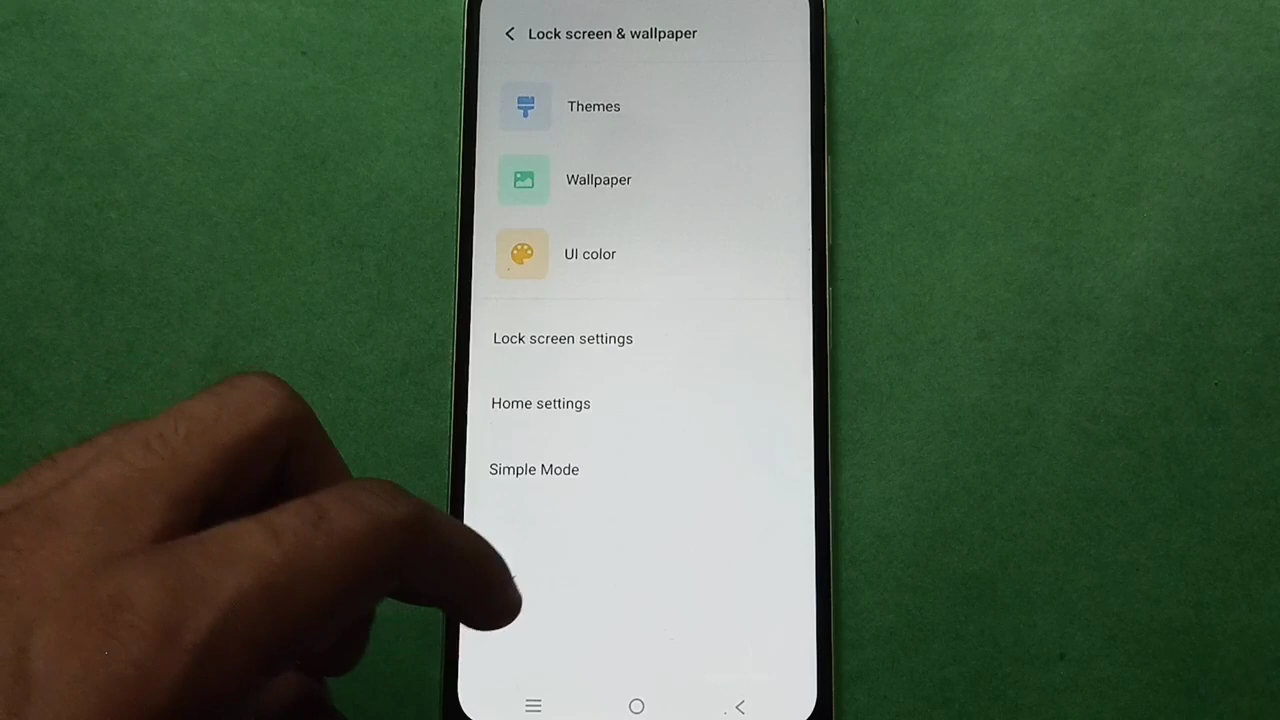 Lock screen & wallpaper
Themes
Wallpaper
UI color
Lock screen settings
Home settings
Simple Mode